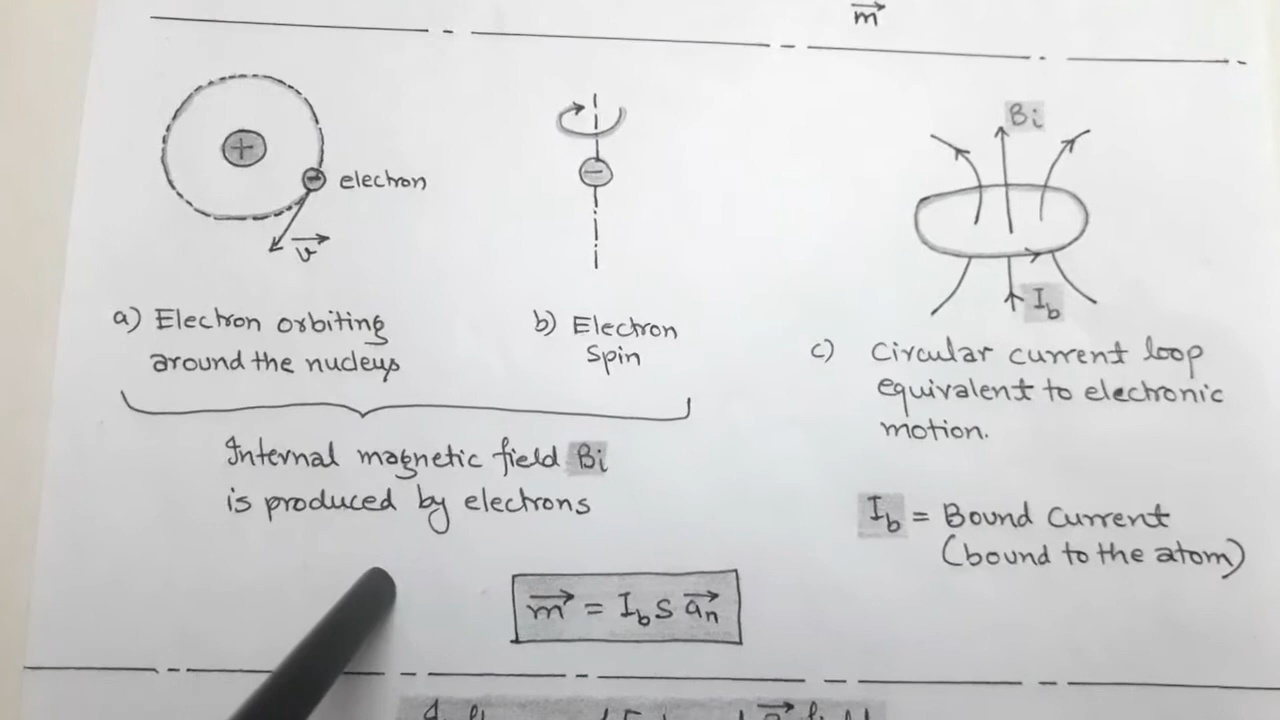 m
+
- electron
v
a) Electron orbiting
around the nucleus
-
b) Electron
Spin
Bi
Ib
c) Circular current loop
equivalent to electronic
motion.
Internal magnetic field Bi
is produced by electrons
Ib = Bound Current
(bound to the atom)
m = Ib S an